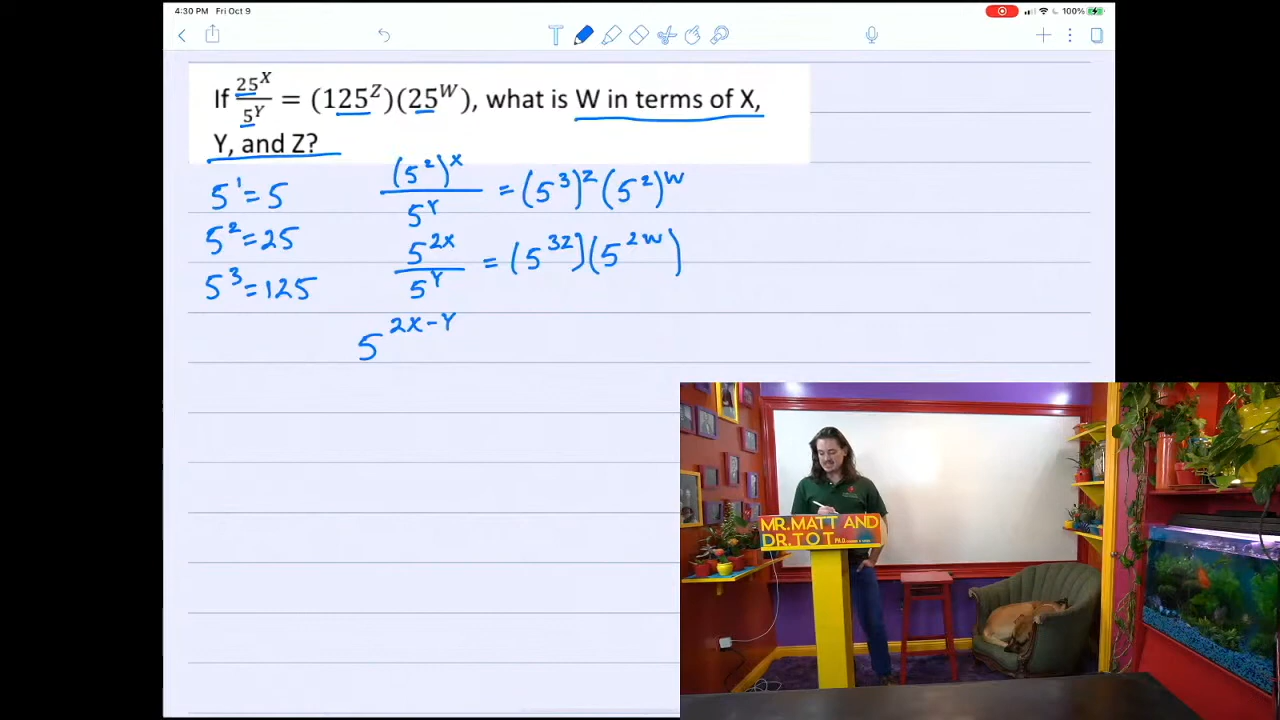 4:30 PM Fri Oct 9
100%
T
If 25^X / 5^Y = (125^Z)(25^W), what is W in terms of X,
Y, and Z?
5^1 = 5
5^2 = 25
5^3 = 125
(5^2)^X / 5^Y = (5^3)^Z (5^2)^W
5^2X / 5^Y = (5^3Z)(5^2W)
5^2X-Y
MR. MATT AND
DR. TOT